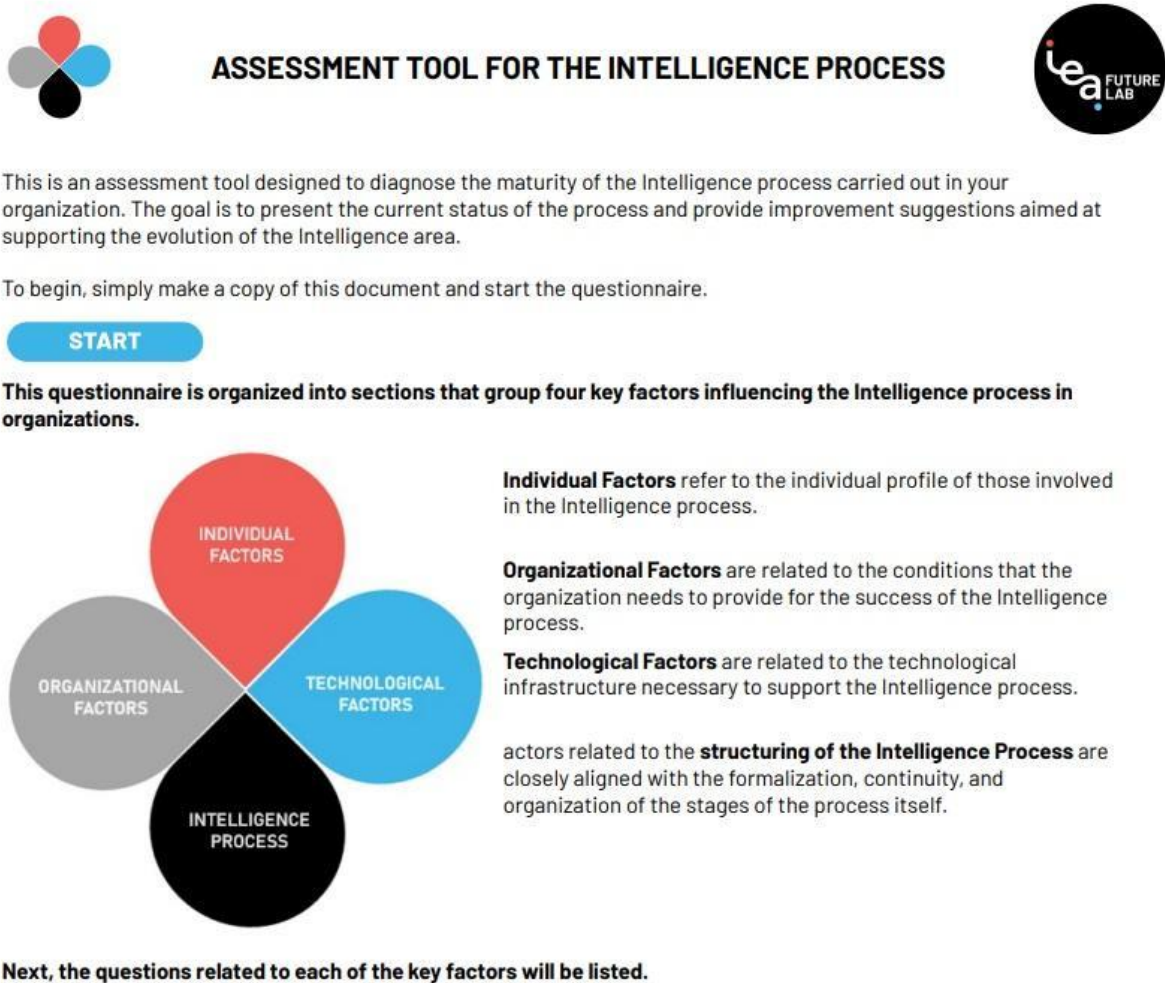 ASSESSMENT TOOL FOR THE INTELLIGENCE PROCESS
iea FUTURE
LAB
This is an assessment tool designed to diagnose the maturity of the Intelligence process carried out in your
organization. The goal is to present the current status of the process and provide improvement suggestions aimed at
supporting the evolution of the Intelligence area.
To begin, simply make a copy of this document and start the questionnaire.
START
This questionnaire is organized into sections that group four key factors influencing the Intelligence process in
organizations.
INDIVIDUAL
FACTORS
ORGANIZATIONAL
FACTORS
TECHNOLOGICAL
FACTORS
INTELLIGENCE
PROCESS
Individual Factors refer to the individual profile of those involved
in the Intelligence process.
Organizational Factors are related to the conditions that the
organization needs to provide for the success of the Intelligence
process.
Technological Factors are related to the technological
infrastructure necessary to support the Intelligence process.
actors related to the structuring of the Intelligence Process are
closely aligned with the formalization, continuity, and
organization of the stages of the process itself.
Next, the questions related to each of the key factors will be listed.